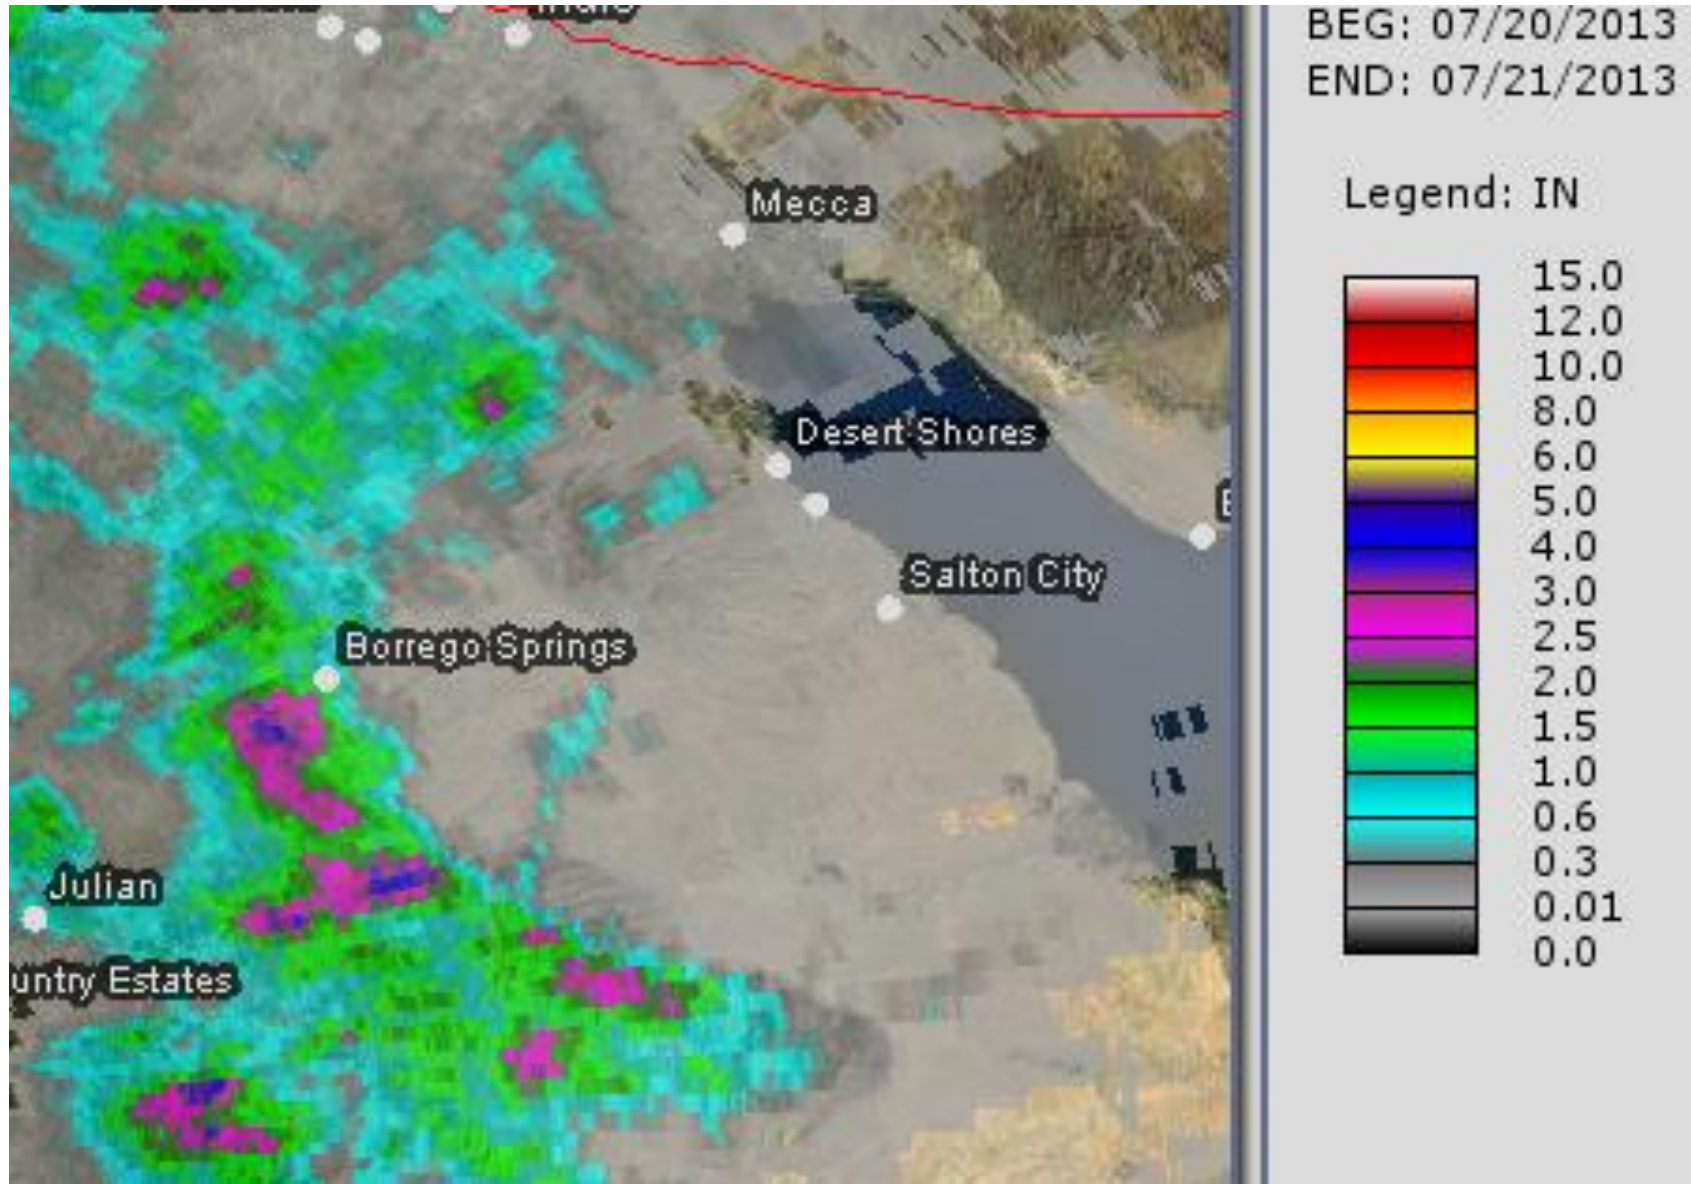 Indio
Mecca
Desert Shores
Salton City
Borrego Springs
Julian
untry Estates
BEG: 07/20/2013
END: 07/21/2013
Legend: IN
15.0
12.0
10.0
8.0
6.0
5.0
4.0
3.0
2.5
2.0
1.5
1.0
0.6
0.3
0.01
0.0